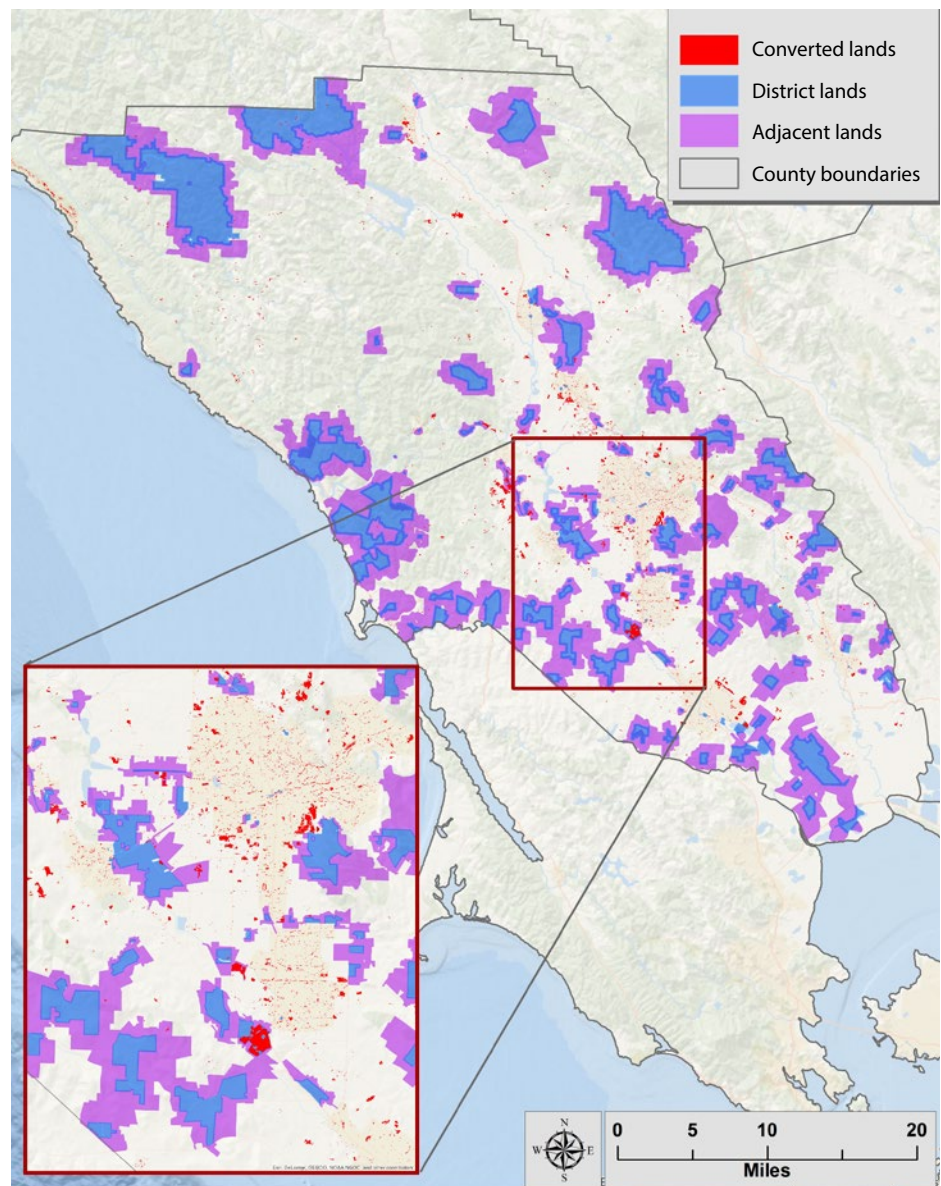 Converted lands
District lands
Adjacent lands
County boundaries
N
W E
S
0 5 10 20
Miles